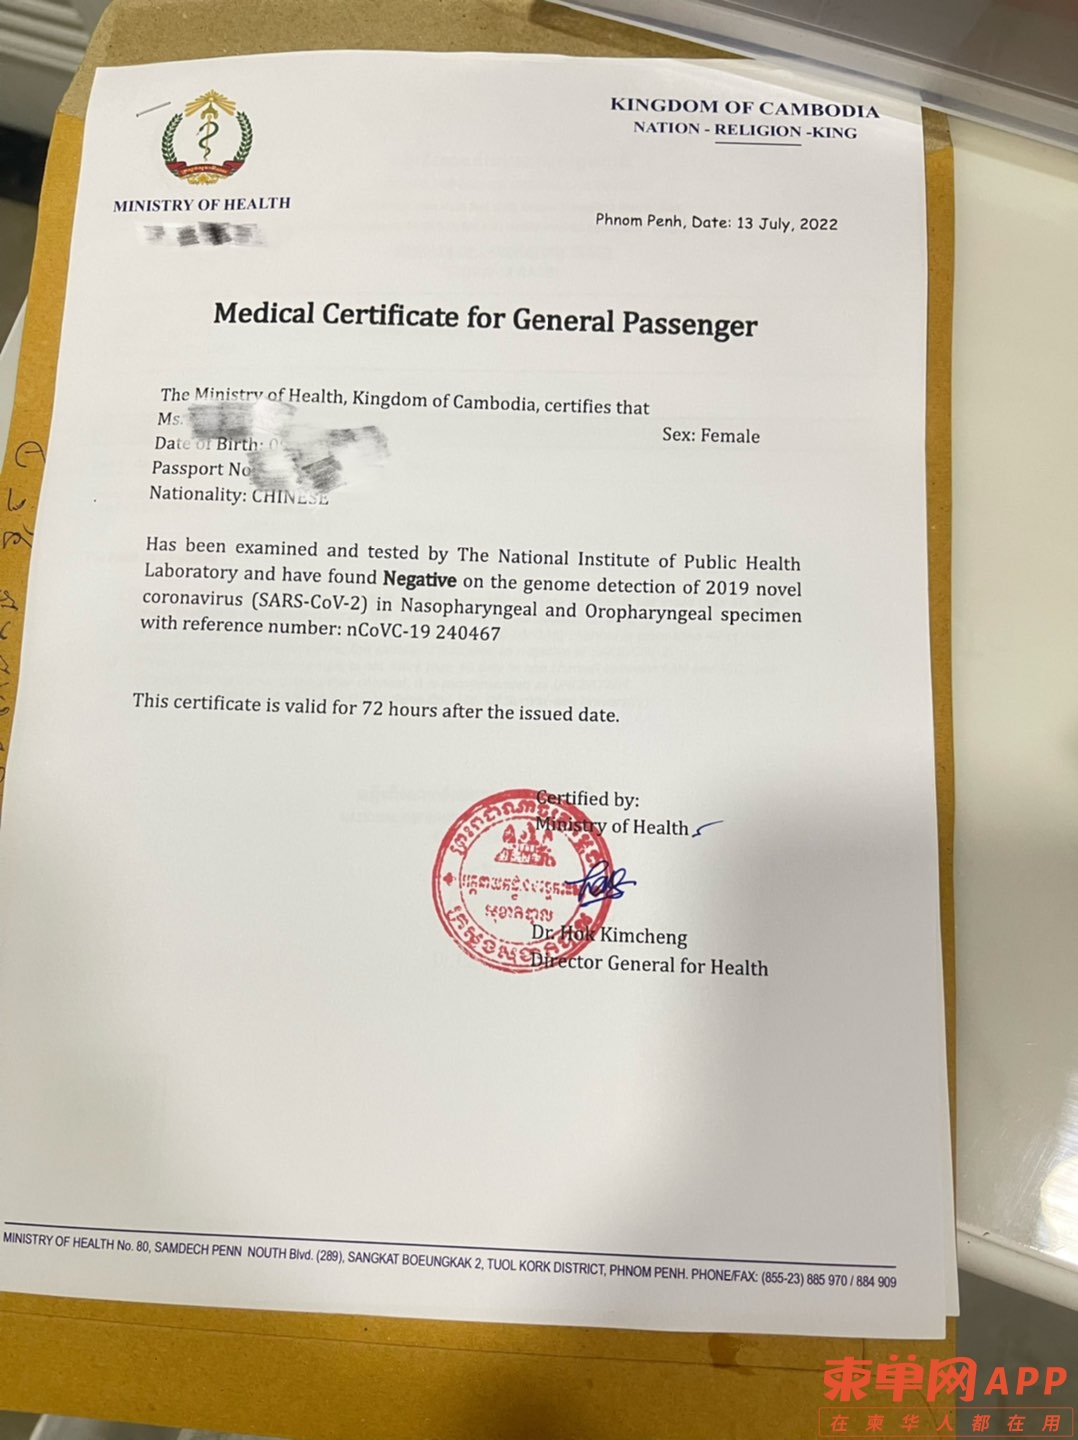 KINGDOM OF CAMBODIA
NATION - RELIGION -KING
MINISTRY OF HEALTH
Phnom Penh, Date: 13 July, 2022
Medical Certificate for General Passenger
The Ministry of Health, Kingdom of Cambodia, certifies that
Ms.
Sex: Female
Date of Birth:
Passport No
Nationality: CHINESE
Has been examined and tested by The National Institute of Public Health
Laboratory and have found Negative on the genome detection of 2019 novel
coronavirus (SARS-CoV-2) in Nasopharyngeal and Oropharyngeal specimen
with reference number: nCoVC-19 240467
This certificate is valid for 72 hours after the issued date.
Certified by:
Ministry of Health
Dr. Hok Kimcheng
Director General for Health
MINISTRY OF HEALTH No. 80, SAMDECH PENN NOUTH Blvd. (289), SANGKAT BOEUNGKAK 2, TUOL KORK DISTRICT, PHNOM PENH. PHONE/FAX: (855-23) 885 970 / 884 909
柬单网APP
在柬华人都在用